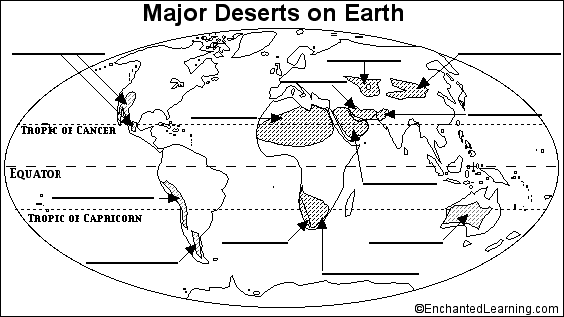 Major Deserts on Earth
Tropic of Cancer
Equator
Tropic of Capricorn
©EnchantedLearning.com